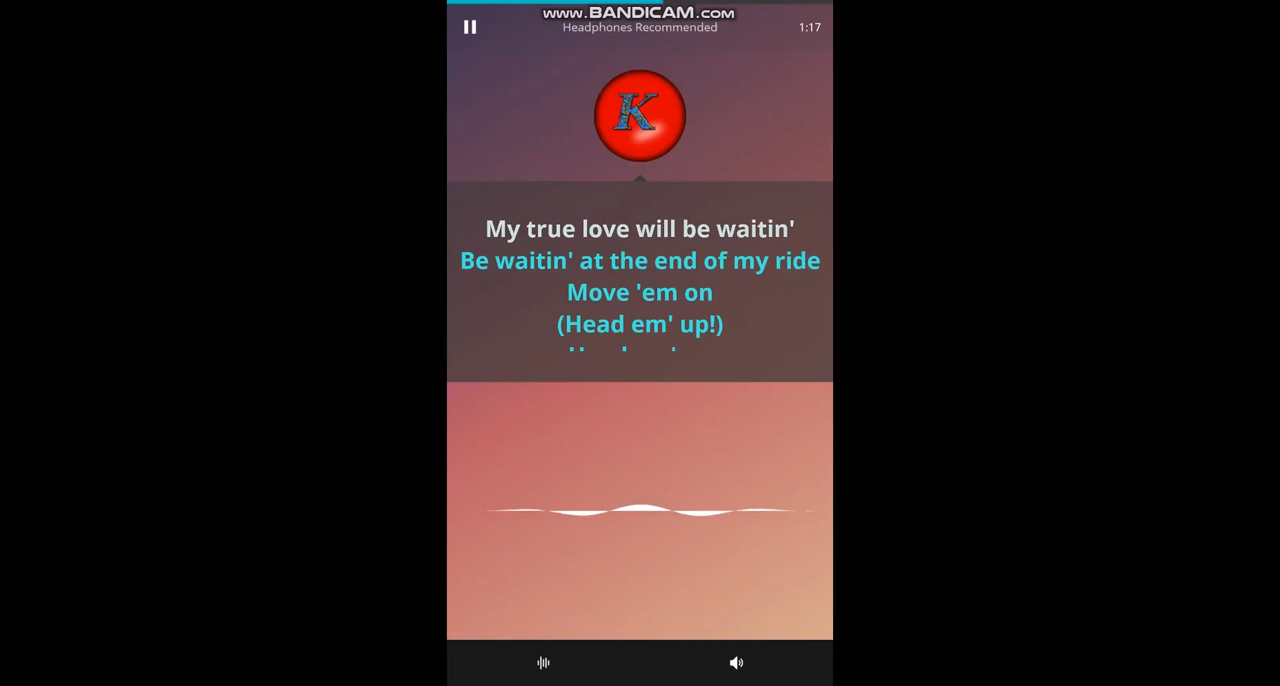 www.BANDICAM.com
Headphones Recommended
1:17
K
My true love will be waitin'
Be waitin' at the end of my ride
Move 'em on
(Head em' up!)